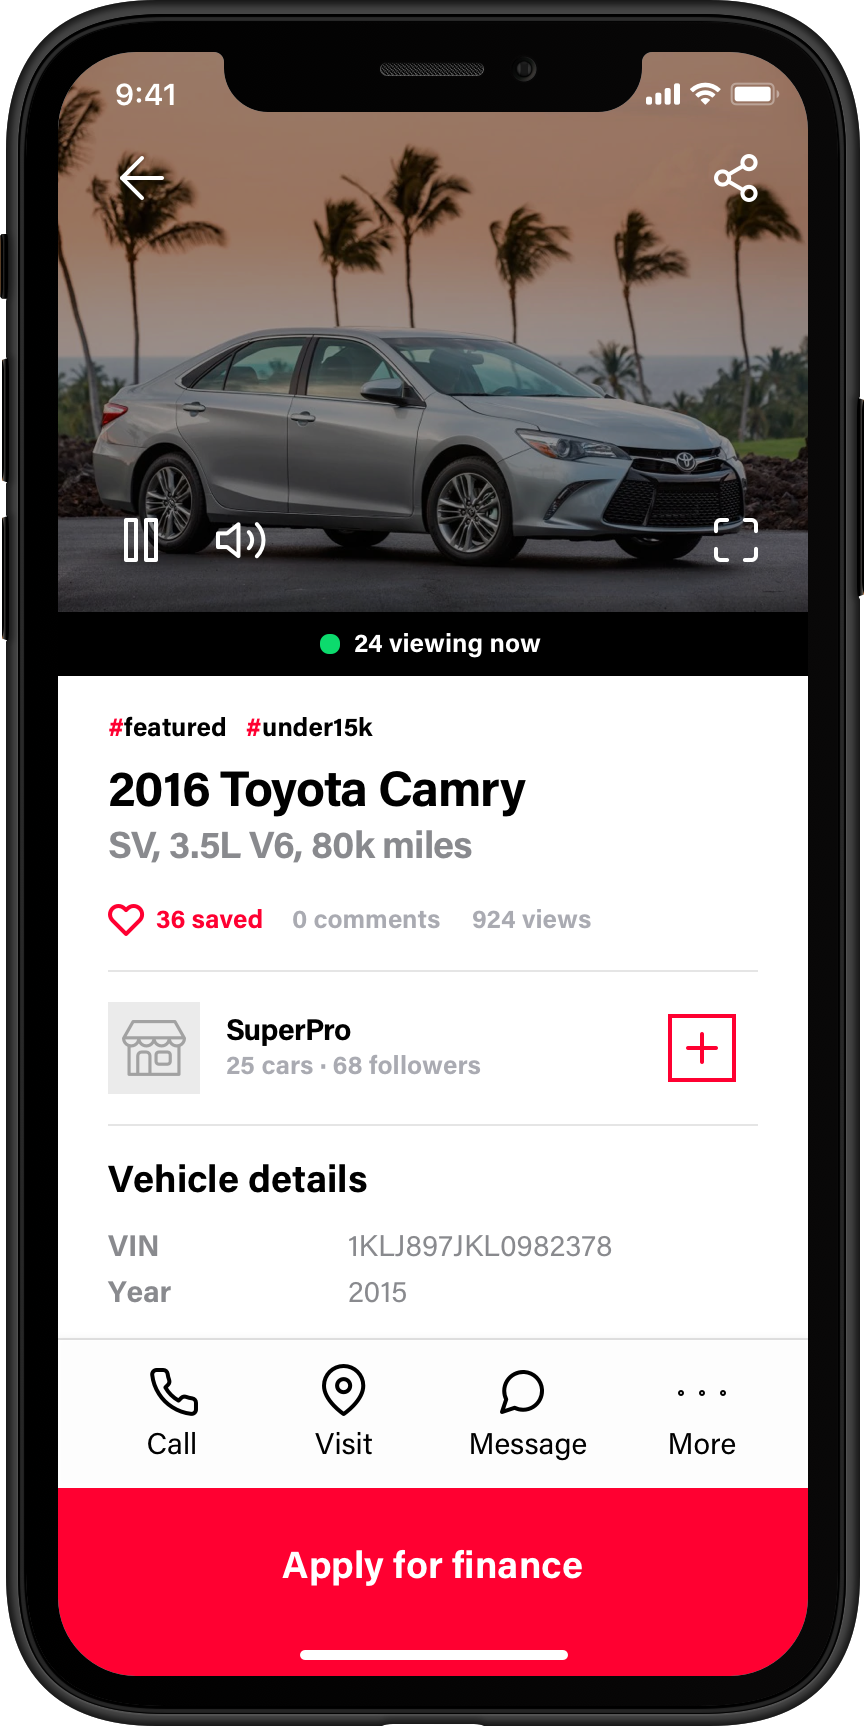 9:41
24 viewing now
#featured #under15k
2016 Toyota Camry
SV, 3.5L V6, 80k miles
36 saved 0 comments 924 views
SuperPro
25 cars · 68 followers
Vehicle details
VIN 1KLJ897JKL0982378
Year 2015
Call Visit Message More
Apply for finance